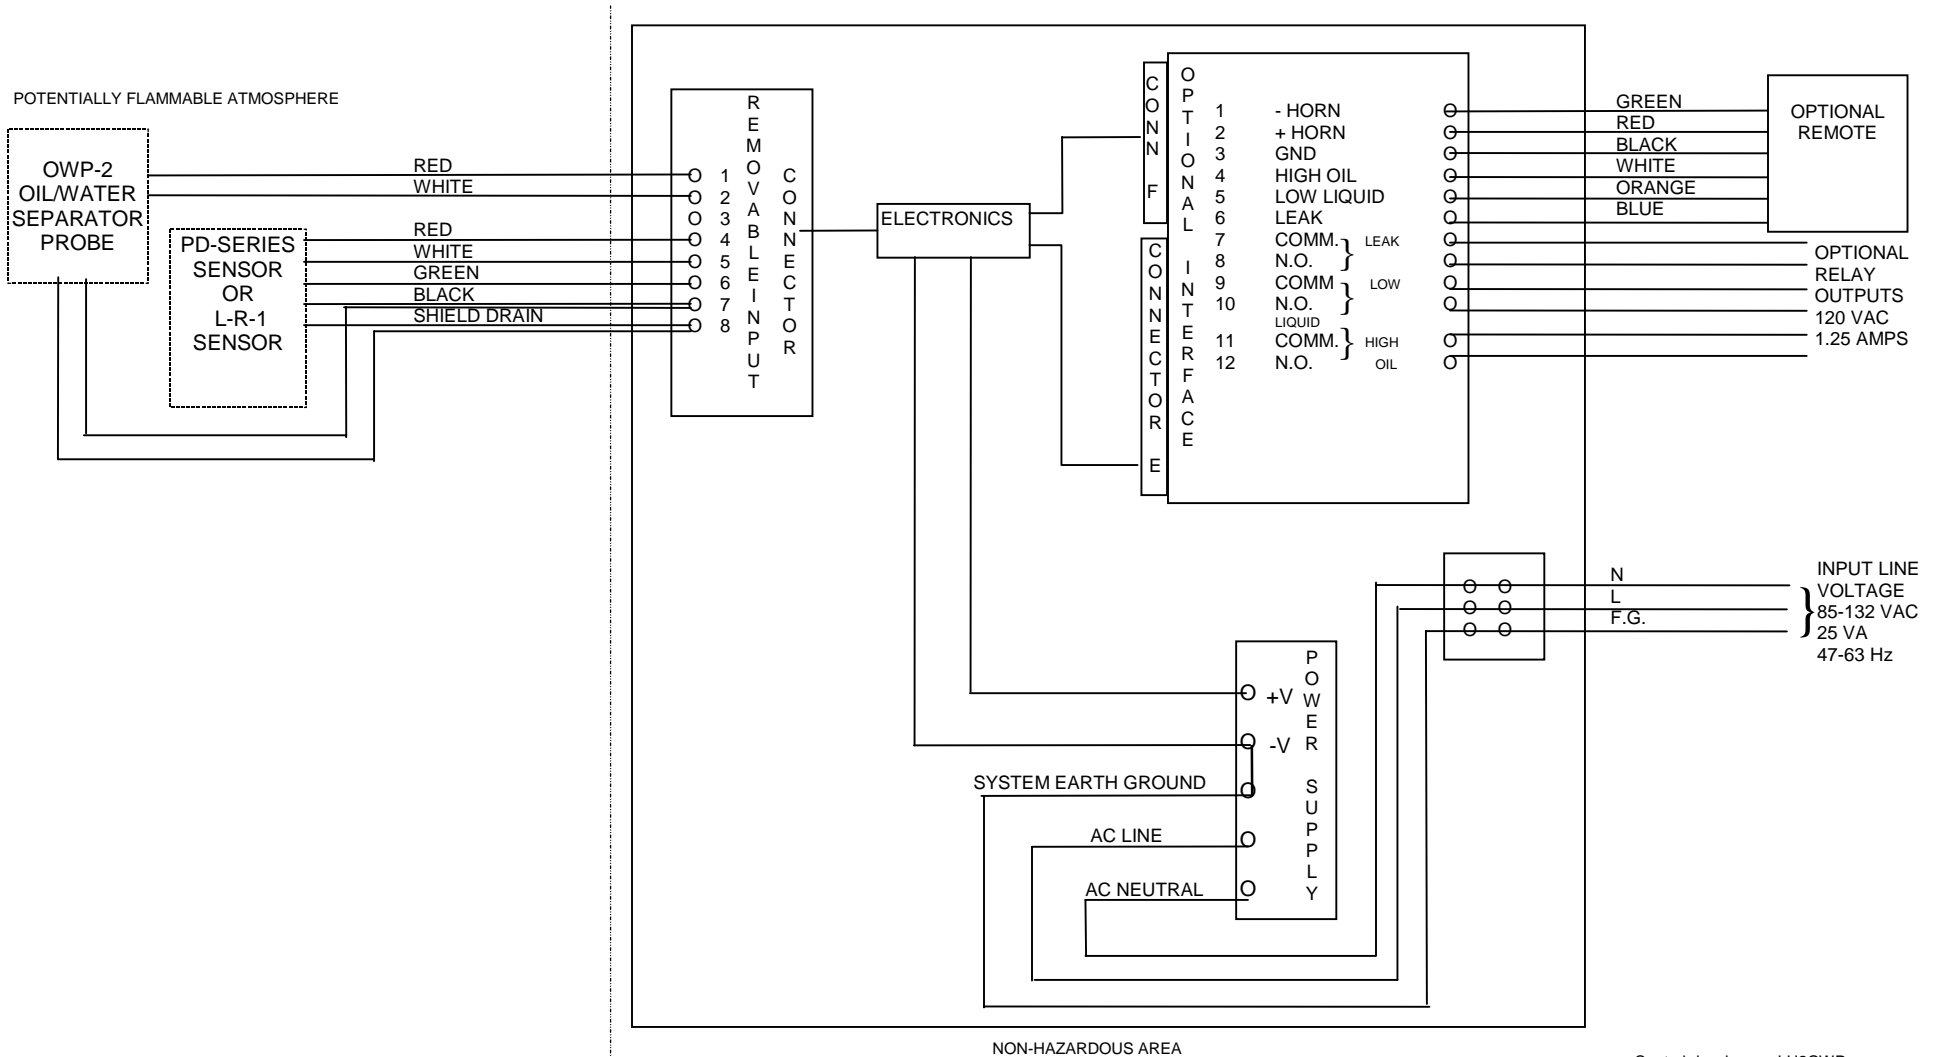 POTENTIALLY FLAMMABLE ATMOSPHERE
OWP-2
OIL/WATER
SEPARATOR
PROBE
PD-SERIES
SENSOR
OR
L-R-1
SENSOR
RED
WHITE
RED
WHITE
GREEN
BLACK
SHIELD DRAIN
1
2
3
4
5
6
7
8
REMOVABLE INPUT
CONNECTOR
ELECTRONICS
CONN F
CONNECTOR E
OPTIONAL INTERFACE
1 - HORN
2 + HORN
3 GND
4 HIGH OIL
5 LOW LIQUID
6 LEAK
7 COMM. } LEAK
8 N.O.
9 COMM } LOW
10 N.O.
LIQUID
11 COMM. } HIGH
12 N.O. OIL
GREEN
RED
BLACK
WHITE
ORANGE
BLUE
OPTIONAL
REMOTE
OPTIONAL
RELAY
OUTPUTS
120 VAC
1.25 AMPS
N
L
F.G.
INPUT LINE
VOLTAGE
85-132 VAC
25 VA
47-63 Hz
POWER SUPPLY
+V
-V
SYSTEM EARTH GROUND
AC LINE
AC NEUTRAL
NON-HAZARDOUS AREA